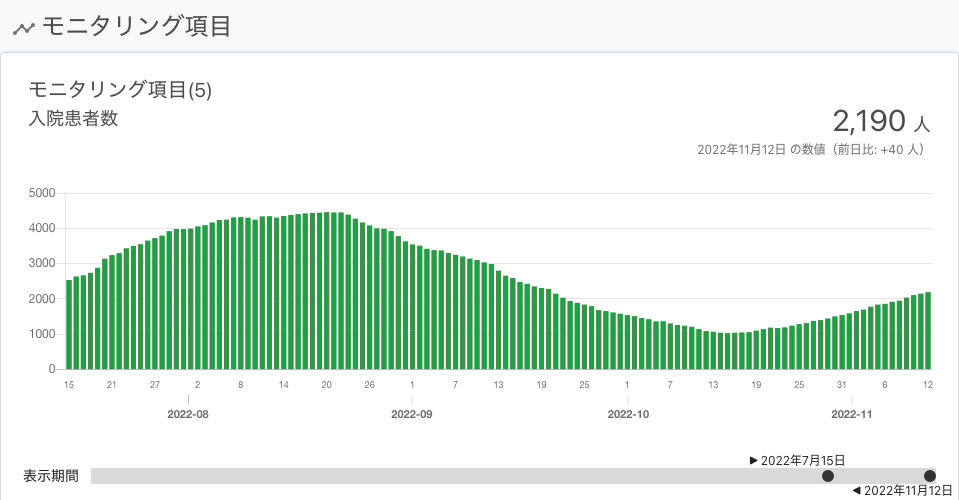 モニタリング項目
モニタリング項目(5)
入院患者数
2,190 人
2022年11月12日 の数値（前日比: +40 人）
5000
4000
3000
2000
1000
0
15 21 27 2 8 14 20 26 1 7 13 19 25 1 7 13 19 25 31 6 12
2022-08 2022-09 2022-10 2022-11
表示期間
▶ 2022年7月15日
◀ 2022年11月12日